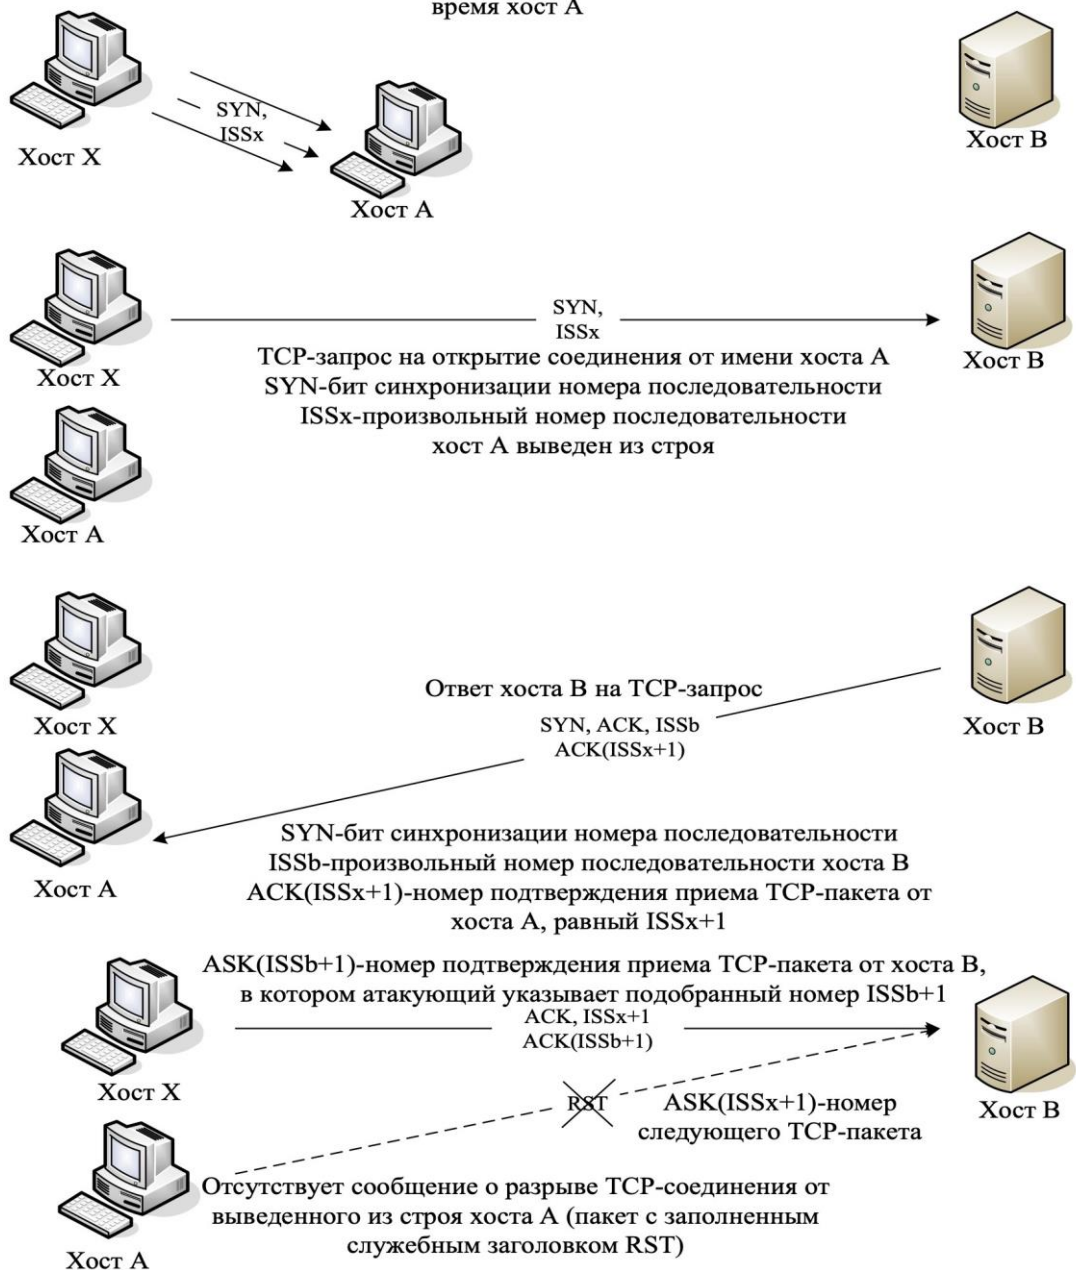 время хост А
SYN,
ISSx
Хост X
Хост А
Хост В
SYN,
ISSx
TCP-запрос на открытие соединения от имени хоста А
SYN-бит синхронизации номера последовательности
ISSx-произвольный номер последовательности
хост А выведен из строя
Хост X
Хост В
Хост А
Ответ хоста В на TCP-запрос
SYN, ACK, ISSb
ACK(ISSx+1)
Хост X
Хост В
SYN-бит синхронизации номера последовательности
ISSb-произвольный номер последовательности хоста В
ACK(ISSx+1)-номер подтверждения приема TCP-пакета от
хоста А, равный ISSx+1
Хост А
ASK(ISSb+1)-номер подтверждения приема TCP-пакета от хоста В,
в котором атакующий указывает подобранный номер ISSb+1
ACK, ISSx+1
ACK(ISSb+1)
Хост X
RST
ASK(ISSx+1)-номер
следующего TCP-пакета
Хост В
Отсутствует сообщение о разрыве TCP-соединения от
выведенного из строя хоста А (пакет с заполненным
служебным заголовком RST)
Хост А